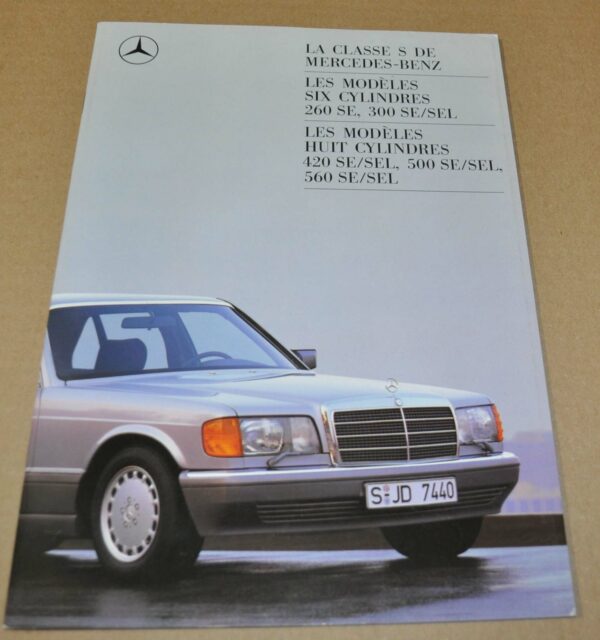 LA CLASSE S DE
MERCEDES-BENZ
LES MODÈLES
SIX CYLINDRES
260 SE, 300 SE/SEL
LES MODÈLES
HUIT CYLINDRES
420 SE/SEL, 500 SE/SEL,
560 SE/SEL
S-JD 7440